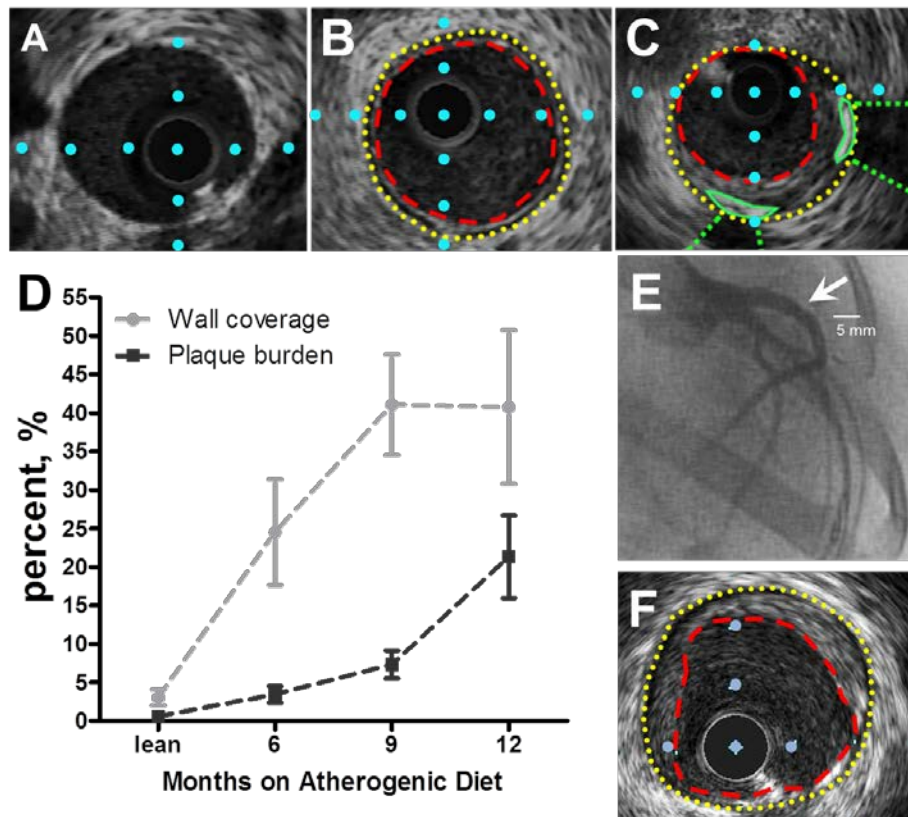 A
B
C
D
Wall coverage
Plaque burden
55
50
45
40
35
30
25
20
15
10
5
0
percent, %
lean 6 9 12
Months on Atherogenic Diet
E
5 mm
F